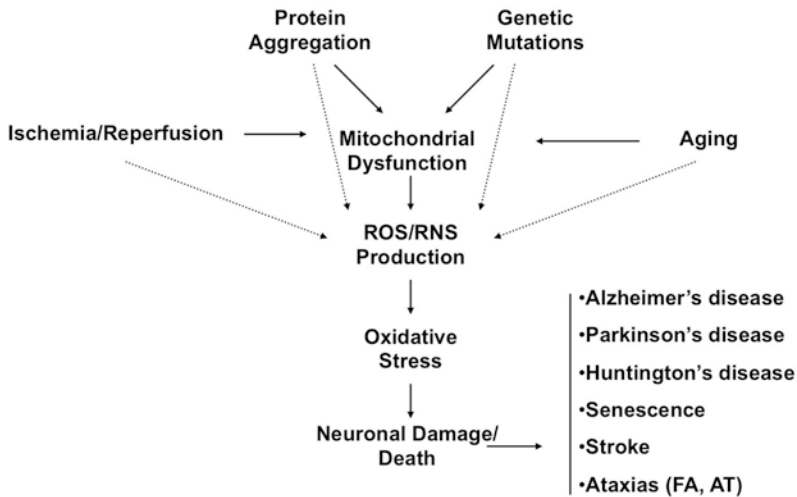 Protein
Aggregation
Genetic
Mutations
Ischemia/Reperfusion
Mitochondrial
Dysfunction
Aging
ROS/RNS
Production
Oxidative
Stress
Neuronal Damage/
Death
•Alzheimer's disease
•Parkinson's disease
•Huntington's disease
•Senescence
•Stroke
•Ataxias (FA, AT)